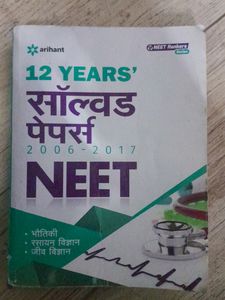 arihant
NEET Rankers
Series
12 YEARS'
सॉल्वड
पेपर्स
2006-2017
NEET
• भौतिकी
• रसायन विज्ञान
• जीव विज्ञान